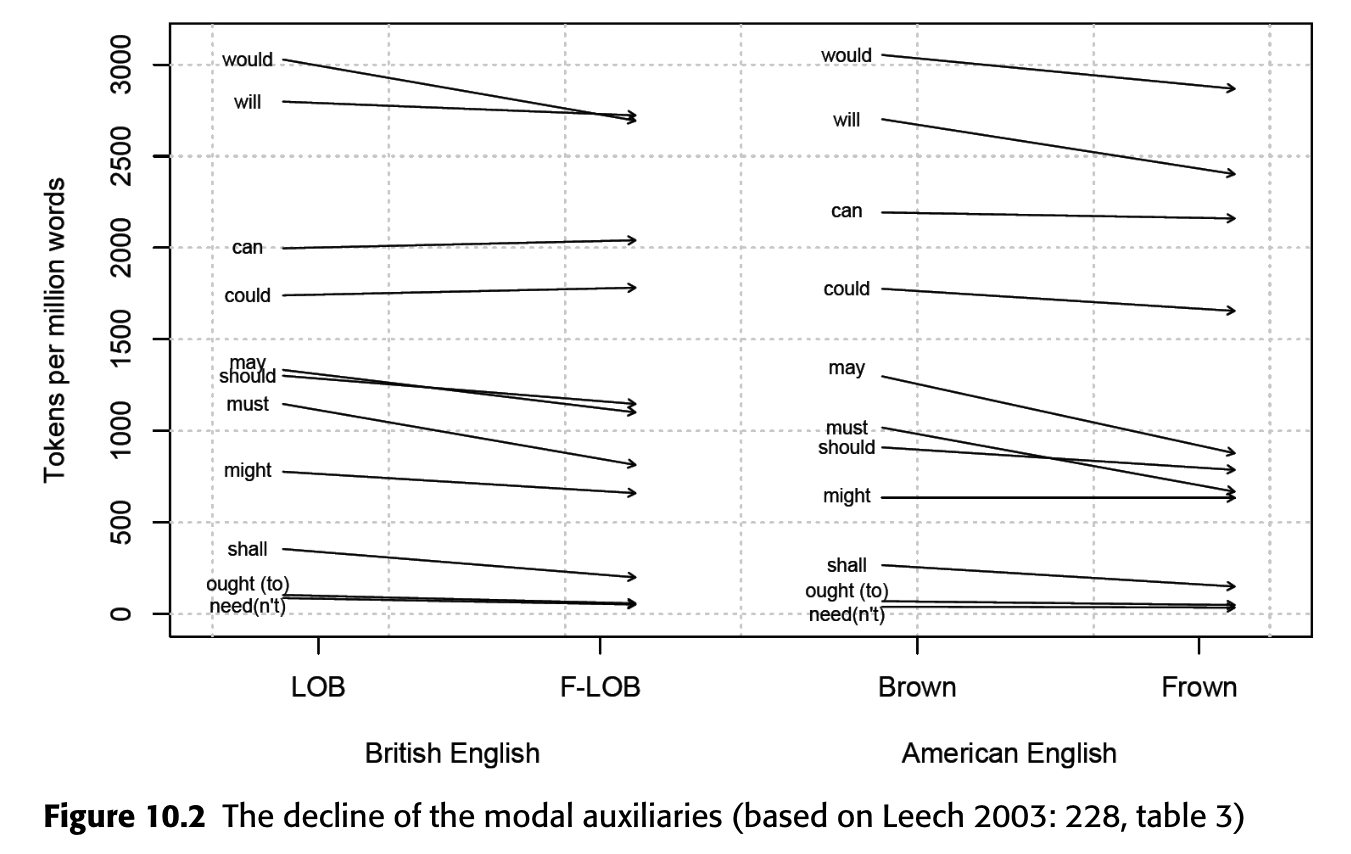 3000
2500
2000
1500
1000
500
0
Tokens per million words
would
will
can
could
may
should
must
might
shall
ought (to)
need(n't)
would
will
can
could
may
must
should
might
shall
ought (to)
need(n't)
LOB F-LOB Brown Frown
British English American English
Figure 10.2 The decline of the modal auxiliaries (based on Leech 2003: 228, table 3)